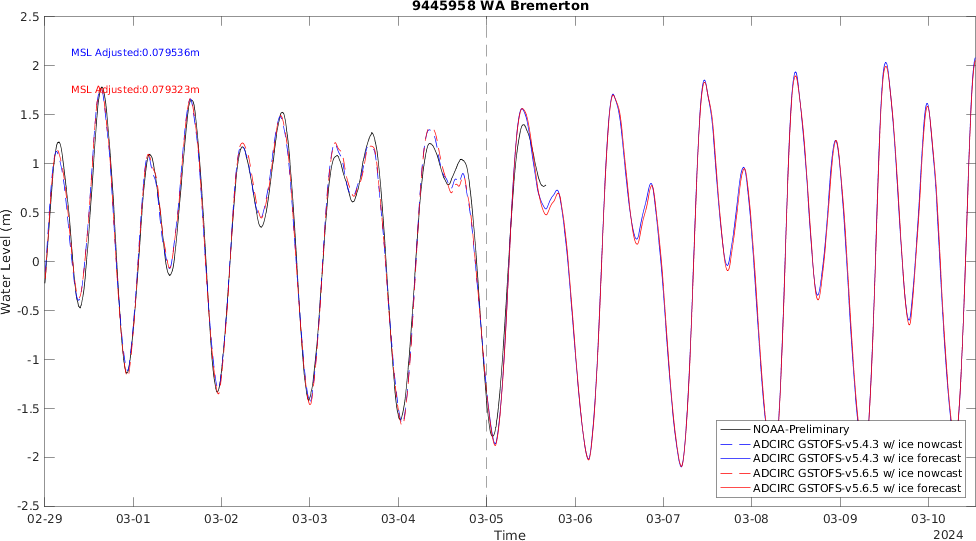 9445958 WA Bremerton
MSL Adjusted:0.079536m
MSL Adjusted:0.079323m
Water Level (m)
2.5
2
1.5
1
0.5
0
-0.5
-1
-1.5
-2
-2.5
NOAA-Preliminary
ADCIRC GSTOFS-v5.4.3 w/ ice nowcast
ADCIRC GSTOFS-v5.4.3 w/ ice forecast
ADCIRC GSTOFS-v5.6.5 w/ ice nowcast
ADCIRC GSTOFS-v5.6.5 w/ ice forecast
02-29 03-01 03-02 03-03 03-04 03-05 03-06 03-07 03-08 03-09 03-10
Time
2024